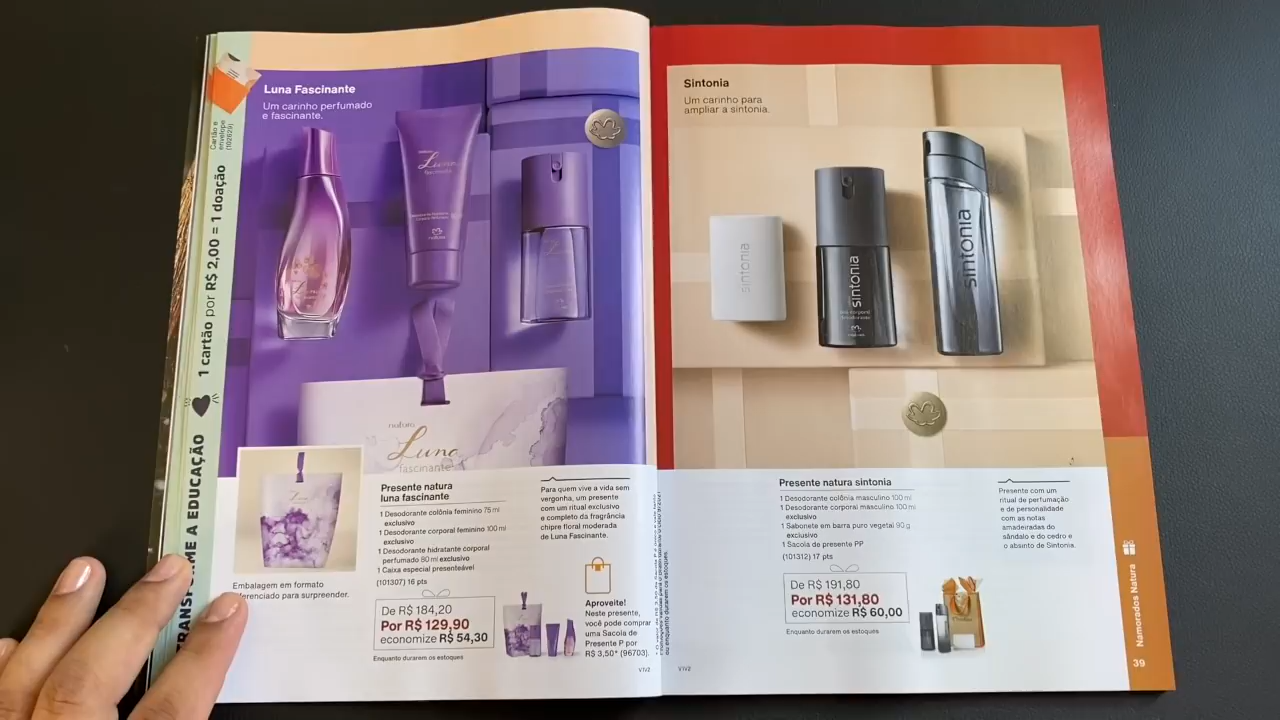 Cartão e
envelope
(102629)
1 cartão por R$ 2,00 = 1 doação
ME A EDUCAÇÃO
Luna Fascinante
Um carinho perfumado
e fascinante.
natura
Luna
fascinante
natura
Luna
fascinante
Embalagem em formato
diferenciado para surpreender.
Presente natura
luna fascinante
1 Desodorante colônia feminino 75 ml
exclusivo
1 Desodorante corporal feminino 100 ml
exclusivo
1 Desodorante hidratante corporal
perfumado 80 ml exclusivo
1 Caixa especial presenteável
(101307) 16 pts
De R$ 184,20
Por R$ 129,90
economize R$ 54,30
Enquanto durarem os estoques
Para quem vive a vida sem
vergonha, um presente
com um ritual exclusivo
e completo da fragrância
chipre floral moderada
de Luna Fascinante.
Aproveite!
Neste presente,
você pode comprar
uma Sacola de
Presente P por
R$ 3,50* (96703).
V1V2
Sintonia
Um carinho para
ampliar a sintonia.
sintonia
sintonia
sintonia
Presente natura sintonia
1 Desodorante colônia masculino 100 ml
1 Desodorante corporal masculino 100 ml
exclusivo
1 Sabonete em barra puro vegetal 90 g
exclusivo
1 Sacola de presente PP
(101312) 17 pts
De R$ 191,80
Por R$ 131,80
economize R$ 60,00
Enquanto durarem os estoques
Presente com um
ritual de perfumação
e de personalidade
com as notas
amadeiradas do
sândalo e do cedro e
o absinto de Sintonia.
V1V2
Namorados Natura
39